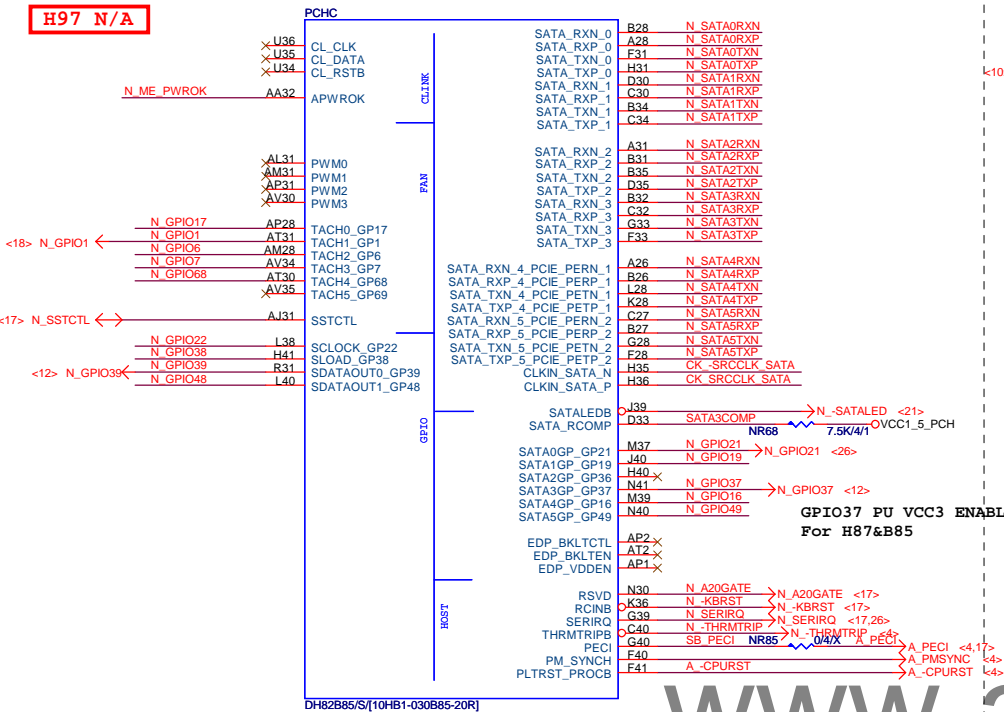 H97 N/A
PCHC
U36 CL_CLK
U35 CL_DATA
U34 CL_RSTB
N_ME_PWROK AA32 APWROK
CLINK
AL31 PWM0
AM31 PWM1
AP31 PWM2
AV30 PWM3
FAN
N_GPIO17 AP28 TACH0_GP17
<18> N_GPIO1 N_GPIO1 AT31 TACH1_GP1
N_GPIO6 AM28 TACH2_GP6
N_GPIO7 AV34 TACH3_GP7
N_GPIO68 AT30 TACH4_GP68
AV35 TACH5_GP69
<17> N_SSTCTL AJ31 SSTCTL
N_GPIO22 L38 SCLOCK_GP22
N_GPIO38 H41 SLOAD_GP38
<12> N_GPIO39 N_GPIO39 R31 SDATAOUT0_GP39
N_GPIO48 L40 SDATAOUT1_GP48
GPIO
HOST
SATA_RXN_0 B28 N_SATA0RXN
SATA_RXP_0 A28 N_SATA0RXP
SATA_TXN_0 F31 N_SATA0TXN
SATA_TXP_0 H31 N_SATA0TXP
SATA_RXN_1 D30 N_SATA1RXN
SATA_RXP_1 C30 N_SATA1RXP
SATA_TXN_1 B34 N_SATA1TXN
SATA_TXP_1 C34 N_SATA1TXP
SATA_RXN_2 A31 N_SATA2RXN
SATA_RXP_2 B31 N_SATA2RXP
SATA_TXN_2 B35 N_SATA2TXN
SATA_TXP_2 D35 N_SATA2TXP
SATA_RXN_3 B32 N_SATA3RXN
SATA_RXP_3 C32 N_SATA3RXP
SATA_TXN_3 G33 N_SATA3TXN
SATA_TXP_3 F33 N_SATA3TXP
SATA_RXN_4_PCIE_PERN_1 A26 N_SATA4RXN
SATA_RXP_4_PCIE_PERP_1 B26 N_SATA4RXP
SATA_TXN_4_PCIE_PETN_1 L28 N_SATA4TXN
SATA_TXP_4_PCIE_PETP_1 K28 N_SATA4TXP
SATA_RXN_5_PCIE_PERN_2 C27 N_SATA5RXN
SATA_RXP_5_PCIE_PERP_2 B27 N_SATA5RXP
SATA_TXN_5_PCIE_PETN_2 G28 N_SATA5TXN
SATA_TXP_5_PCIE_PETP_2 F28 N_SATA5TXP
CLKIN_SATA_N H35 CK_-SRCCLK_SATA
CLKIN_SATA_P H36 CK_SRCCLK_SATA
SATALEDB J39 N_-SATALED <21>
SATA_RCOMP D33 SATA3COMP NR68 7.5K/4/1 VCC1_5_PCH
SATA0GP_GP21 M37 N_GPIO21 N_GPIO21 <26>
SATA1GP_GP19 J40 N_GPIO19
SATA2GP_GP36 H40
SATA3GP_GP37 N41 N_GPIO37 N_GPIO37 <12>
SATA4GP_GP16 M39 N_GPIO16
SATA5GP_GP49 N40 N_GPIO49
GPIO37 PU VCC3 ENABL
For H87&B85
EDP_BKLTCTL AP2
EDP_BKLTEN AT2
EDP_VDDEN AP1
RSVD N30 N_A20GATE N_A20GATE <17>
RCINB K36 N_-KBRST N_-KBRST <17>
SERIRQ G39 N_SERIRQ N_SERIRQ <17,26>
THRMTRIPB C40 N_-THRMTRIP N_-THRMTRIP <4>
PECI G40 SB_PECI NR85 0/4/X A_PECI A_PECI <4,17>
PM_SYNCH F40 A_PMSYNC <4>
PLTRST_PROCB F41 A_-CPURST A_-CPURST <4>
DH82B85/S/[10HB1-030B85-20R]
<10
www.